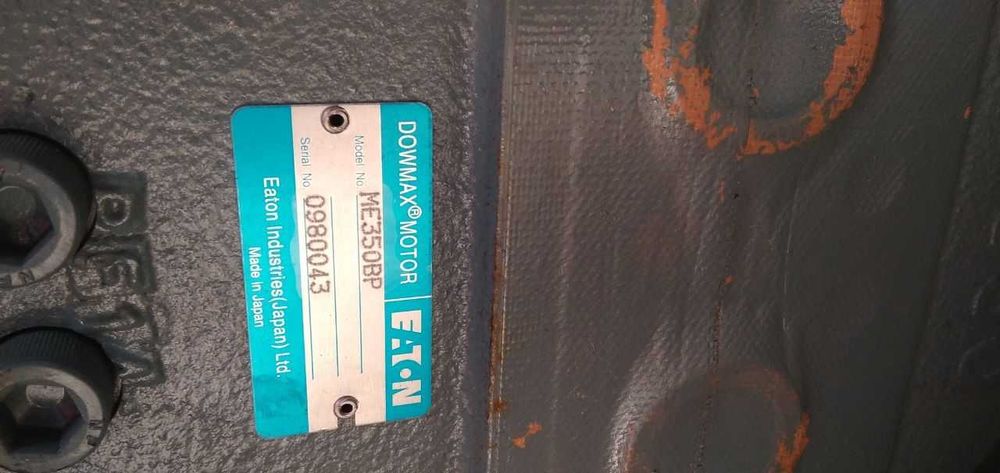 DOWMAX® MOTOR
EATON
Model No. ME350BP
Serial No. 0980043
Eaton Industries(Japan) Ltd.
Made in Japan